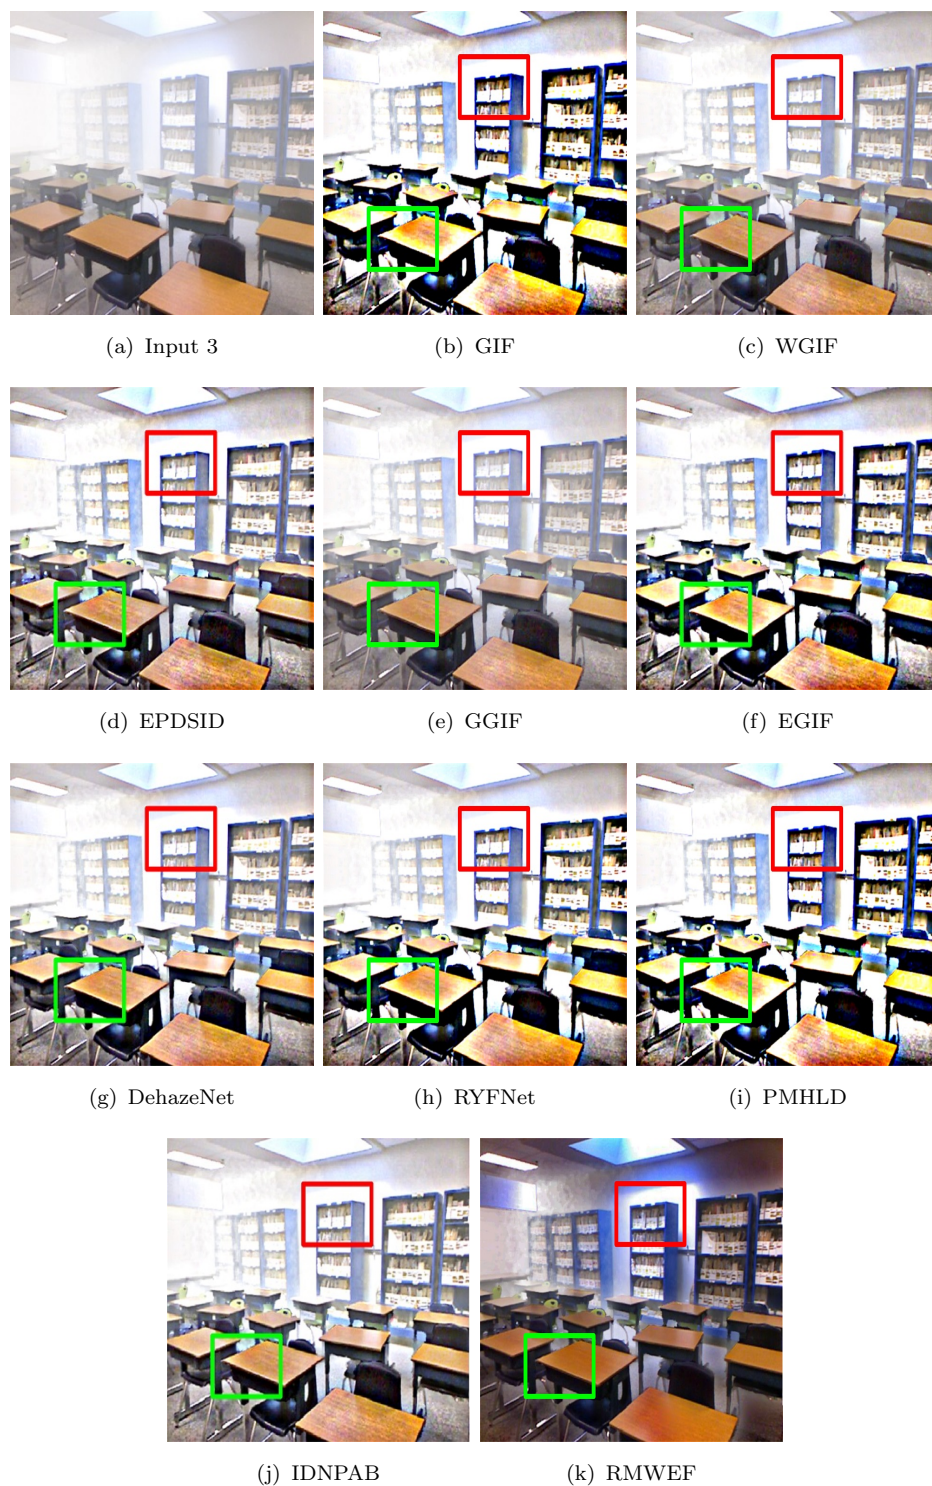 (a) Input 3
(b) GIF
(c) WGIF
(d) EPDSID
(e) GGIF
(f) EGIF
(g) DehazeNet
(h) RYFNet
(i) PMHLD
(j) IDNPAB
(k) RMWEF